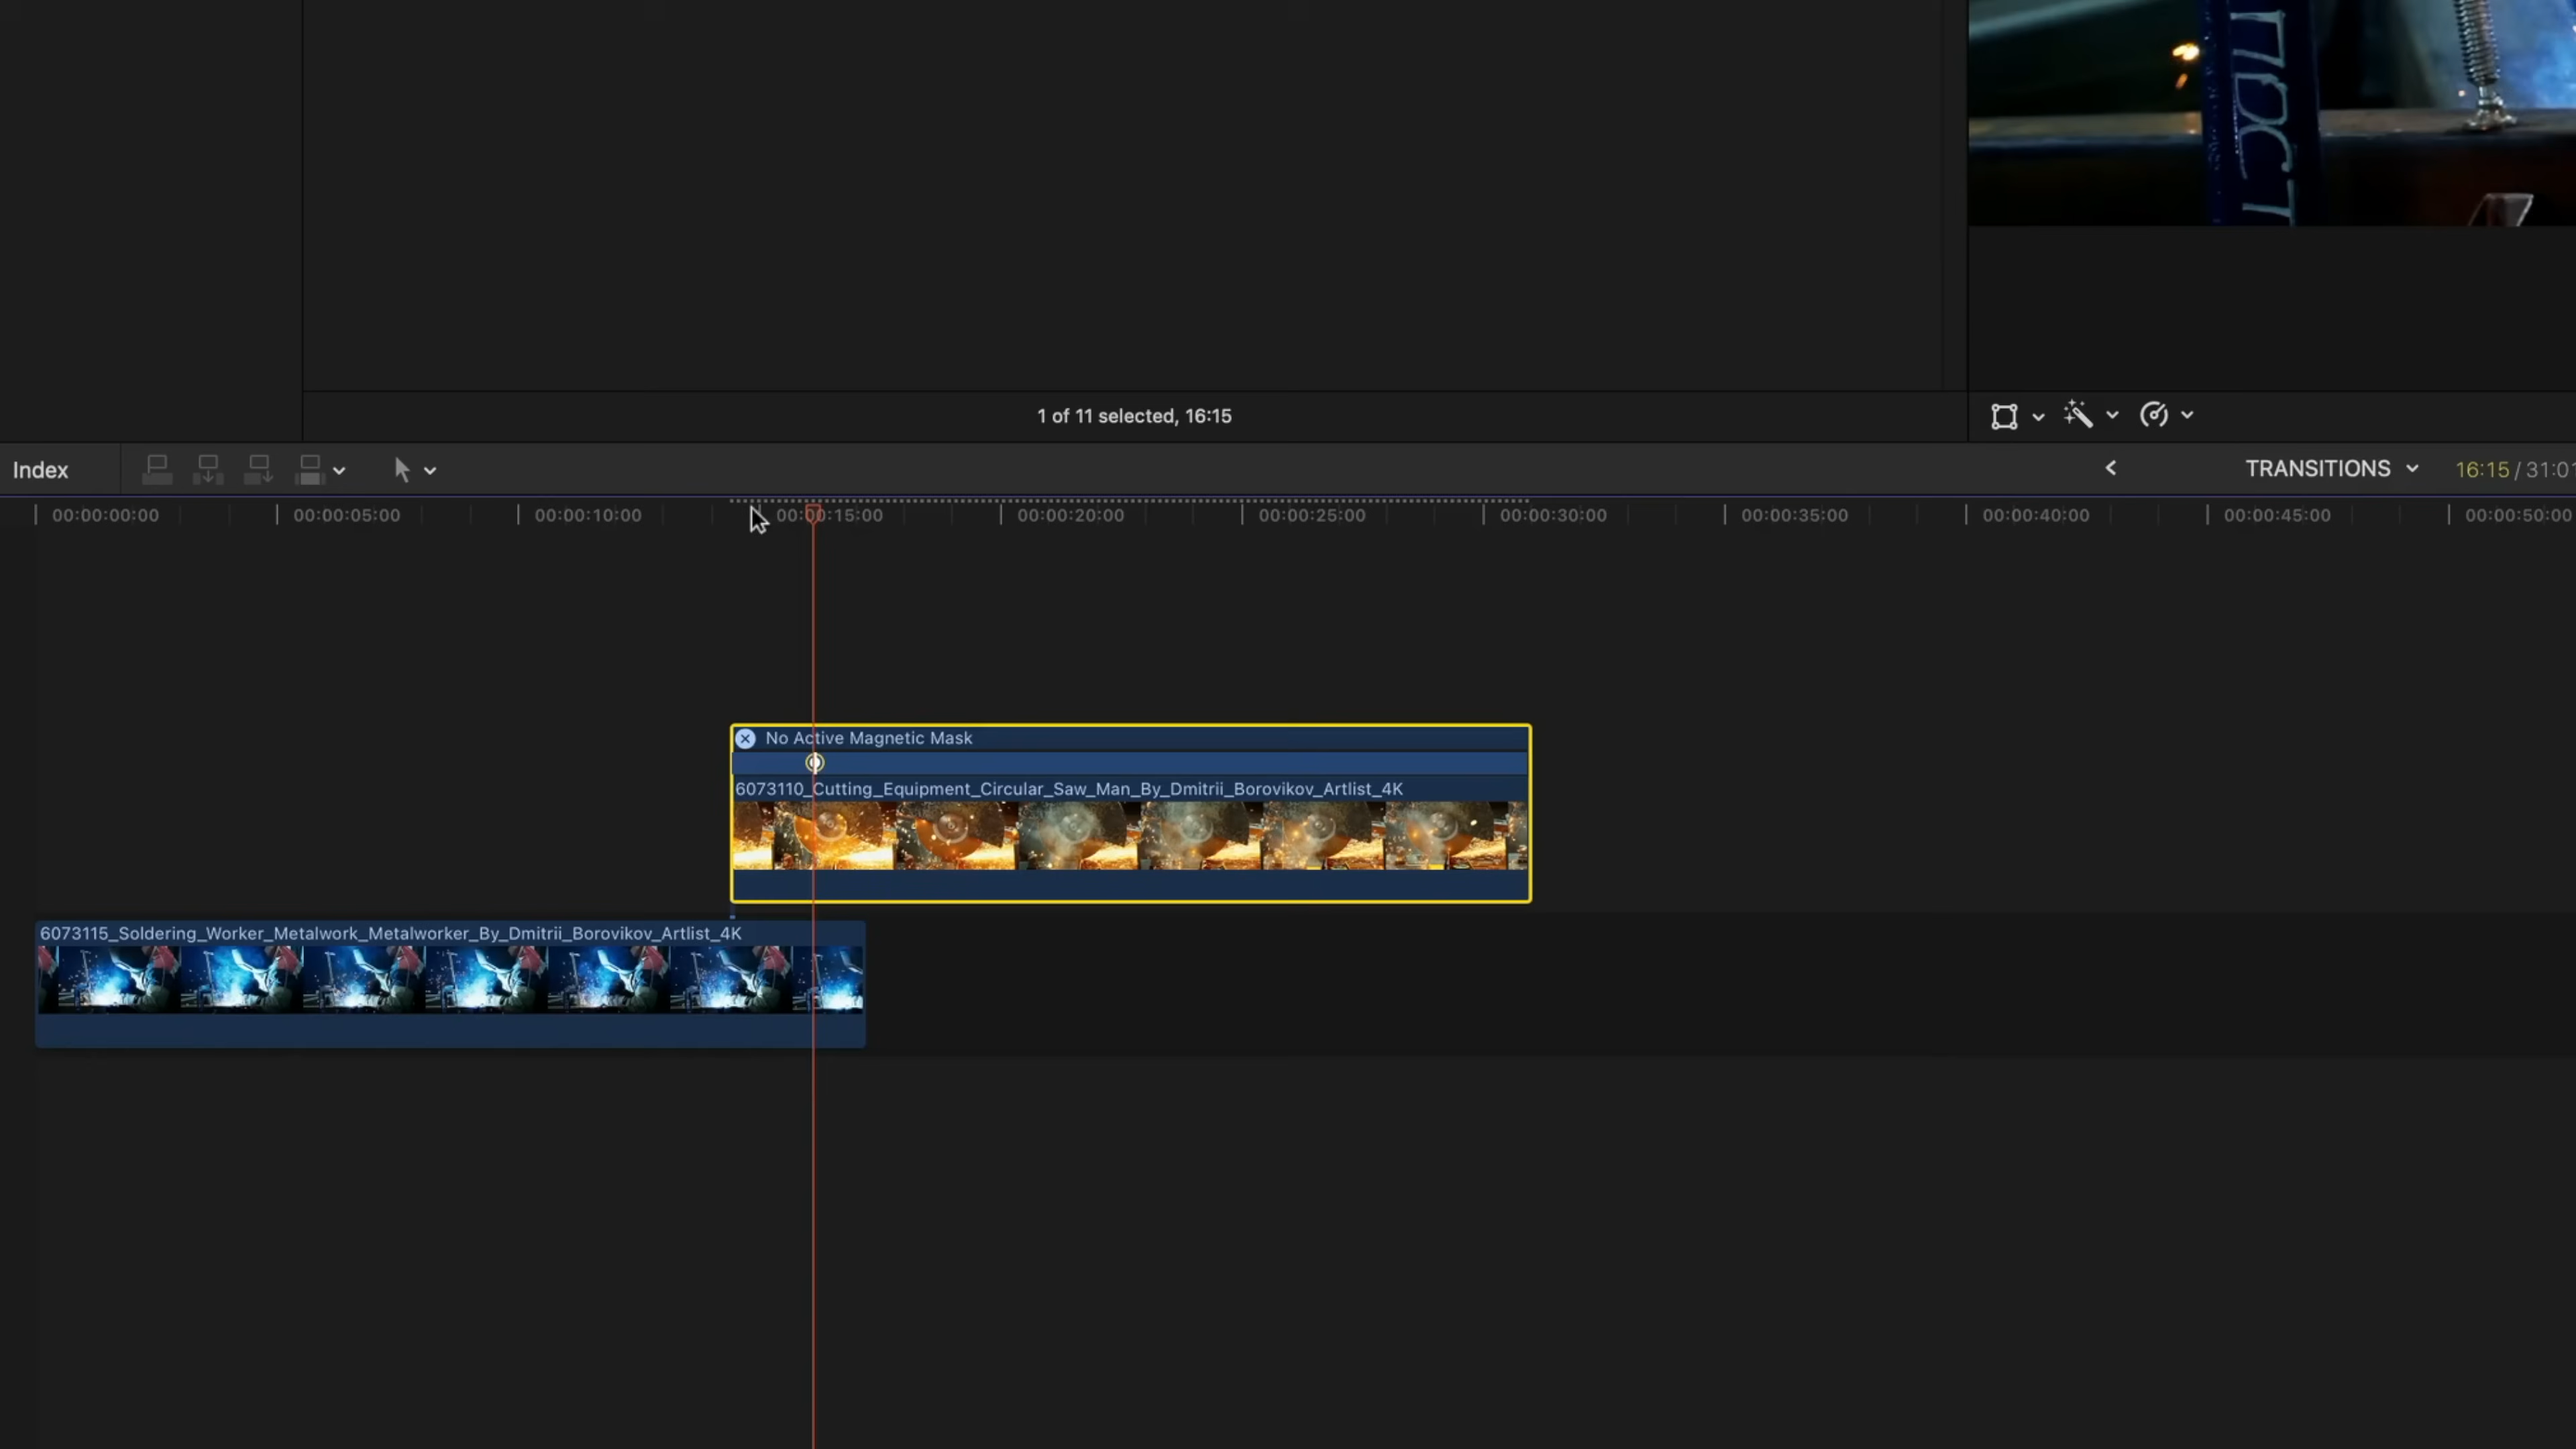 ПОСТ
1 of 11 selected, 16:15
Index
TRANSITIONS
16:15 / 31:01
00:00:00:00 00:00:05:00 00:00:10:00 00:00:15:00 00:00:20:00 00:00:25:00 00:00:30:00 00:00:35:00 00:00:40:00 00:00:45:00 00:00:50:00
No Active Magnetic Mask
6073110_Cutting_Equipment_Circular_Saw_Man_By_Dmitrii_Borovikov_Artlist_4K
6073115_Soldering_Worker_Metalwork_Metalworker_By_Dmitrii_Borovikov_Artlist_4K